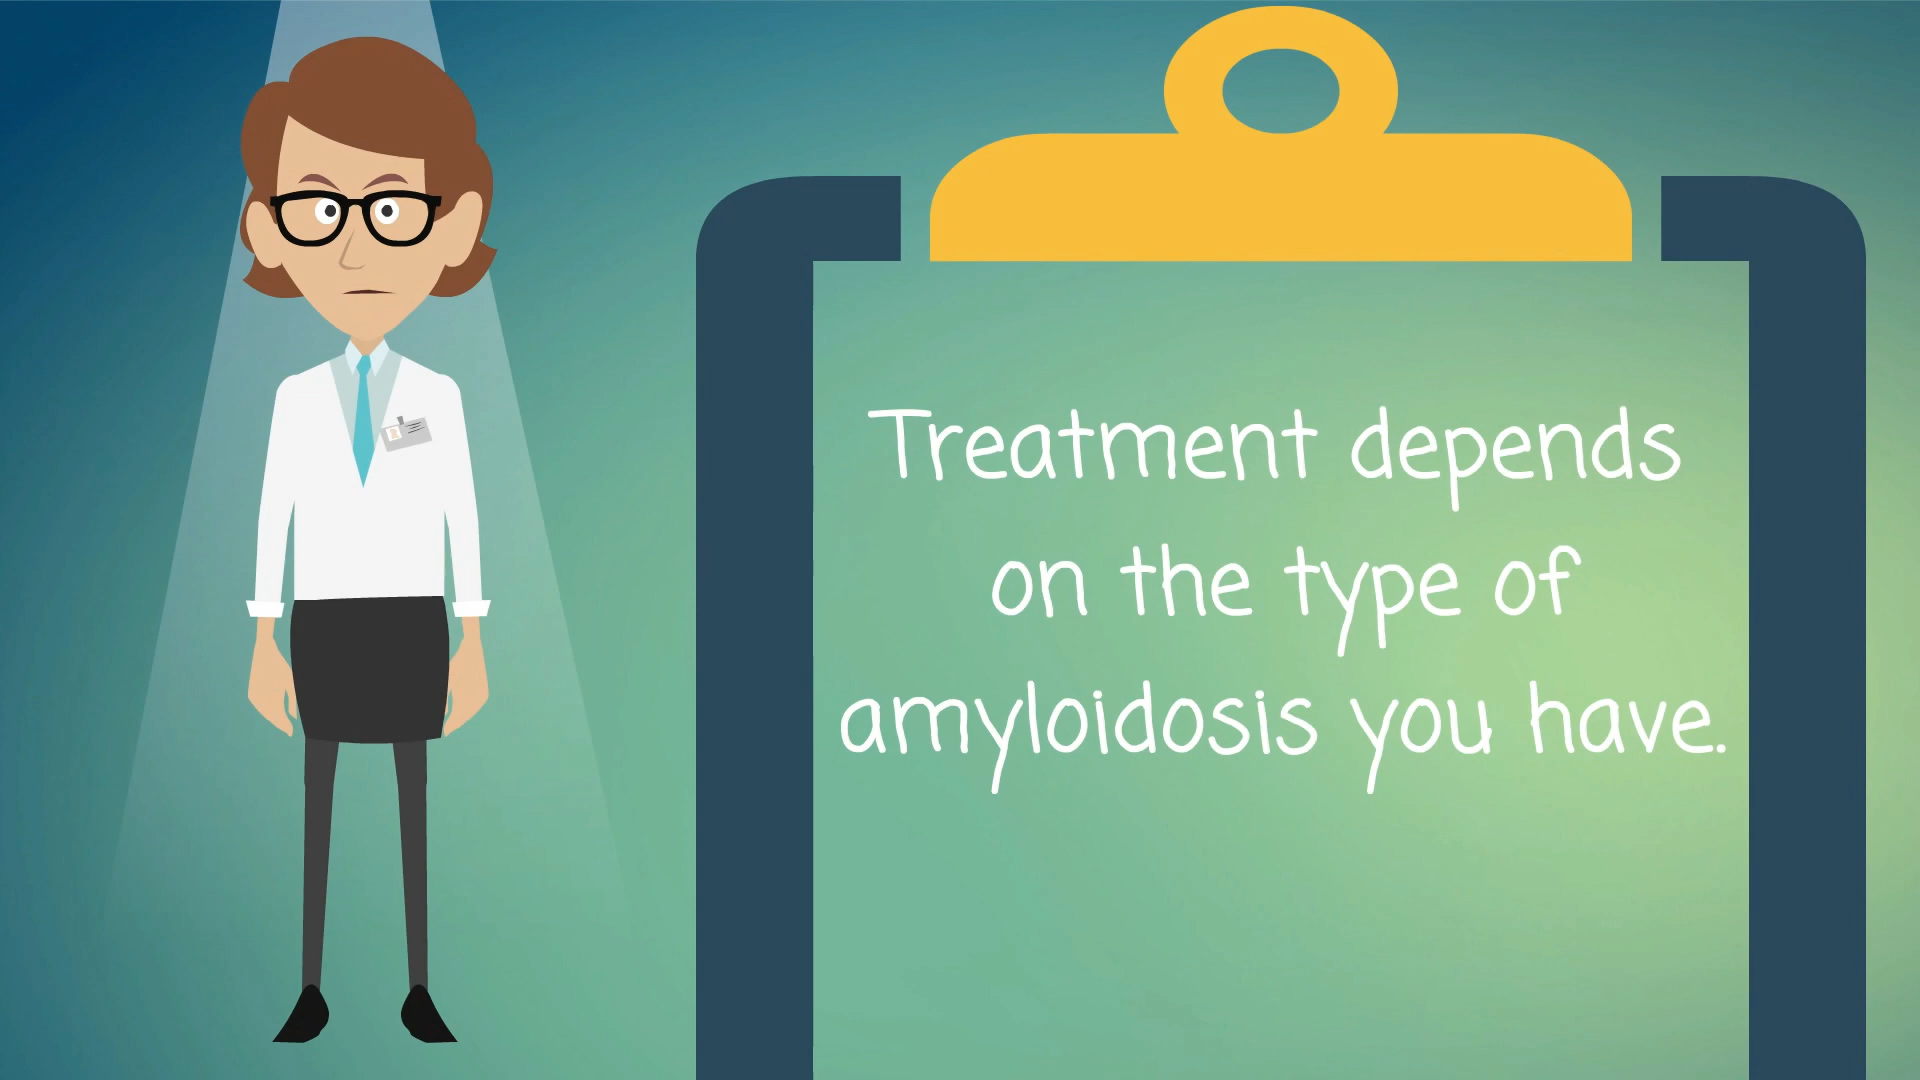 Treatment depends
on the type of
amyloidosis you have.